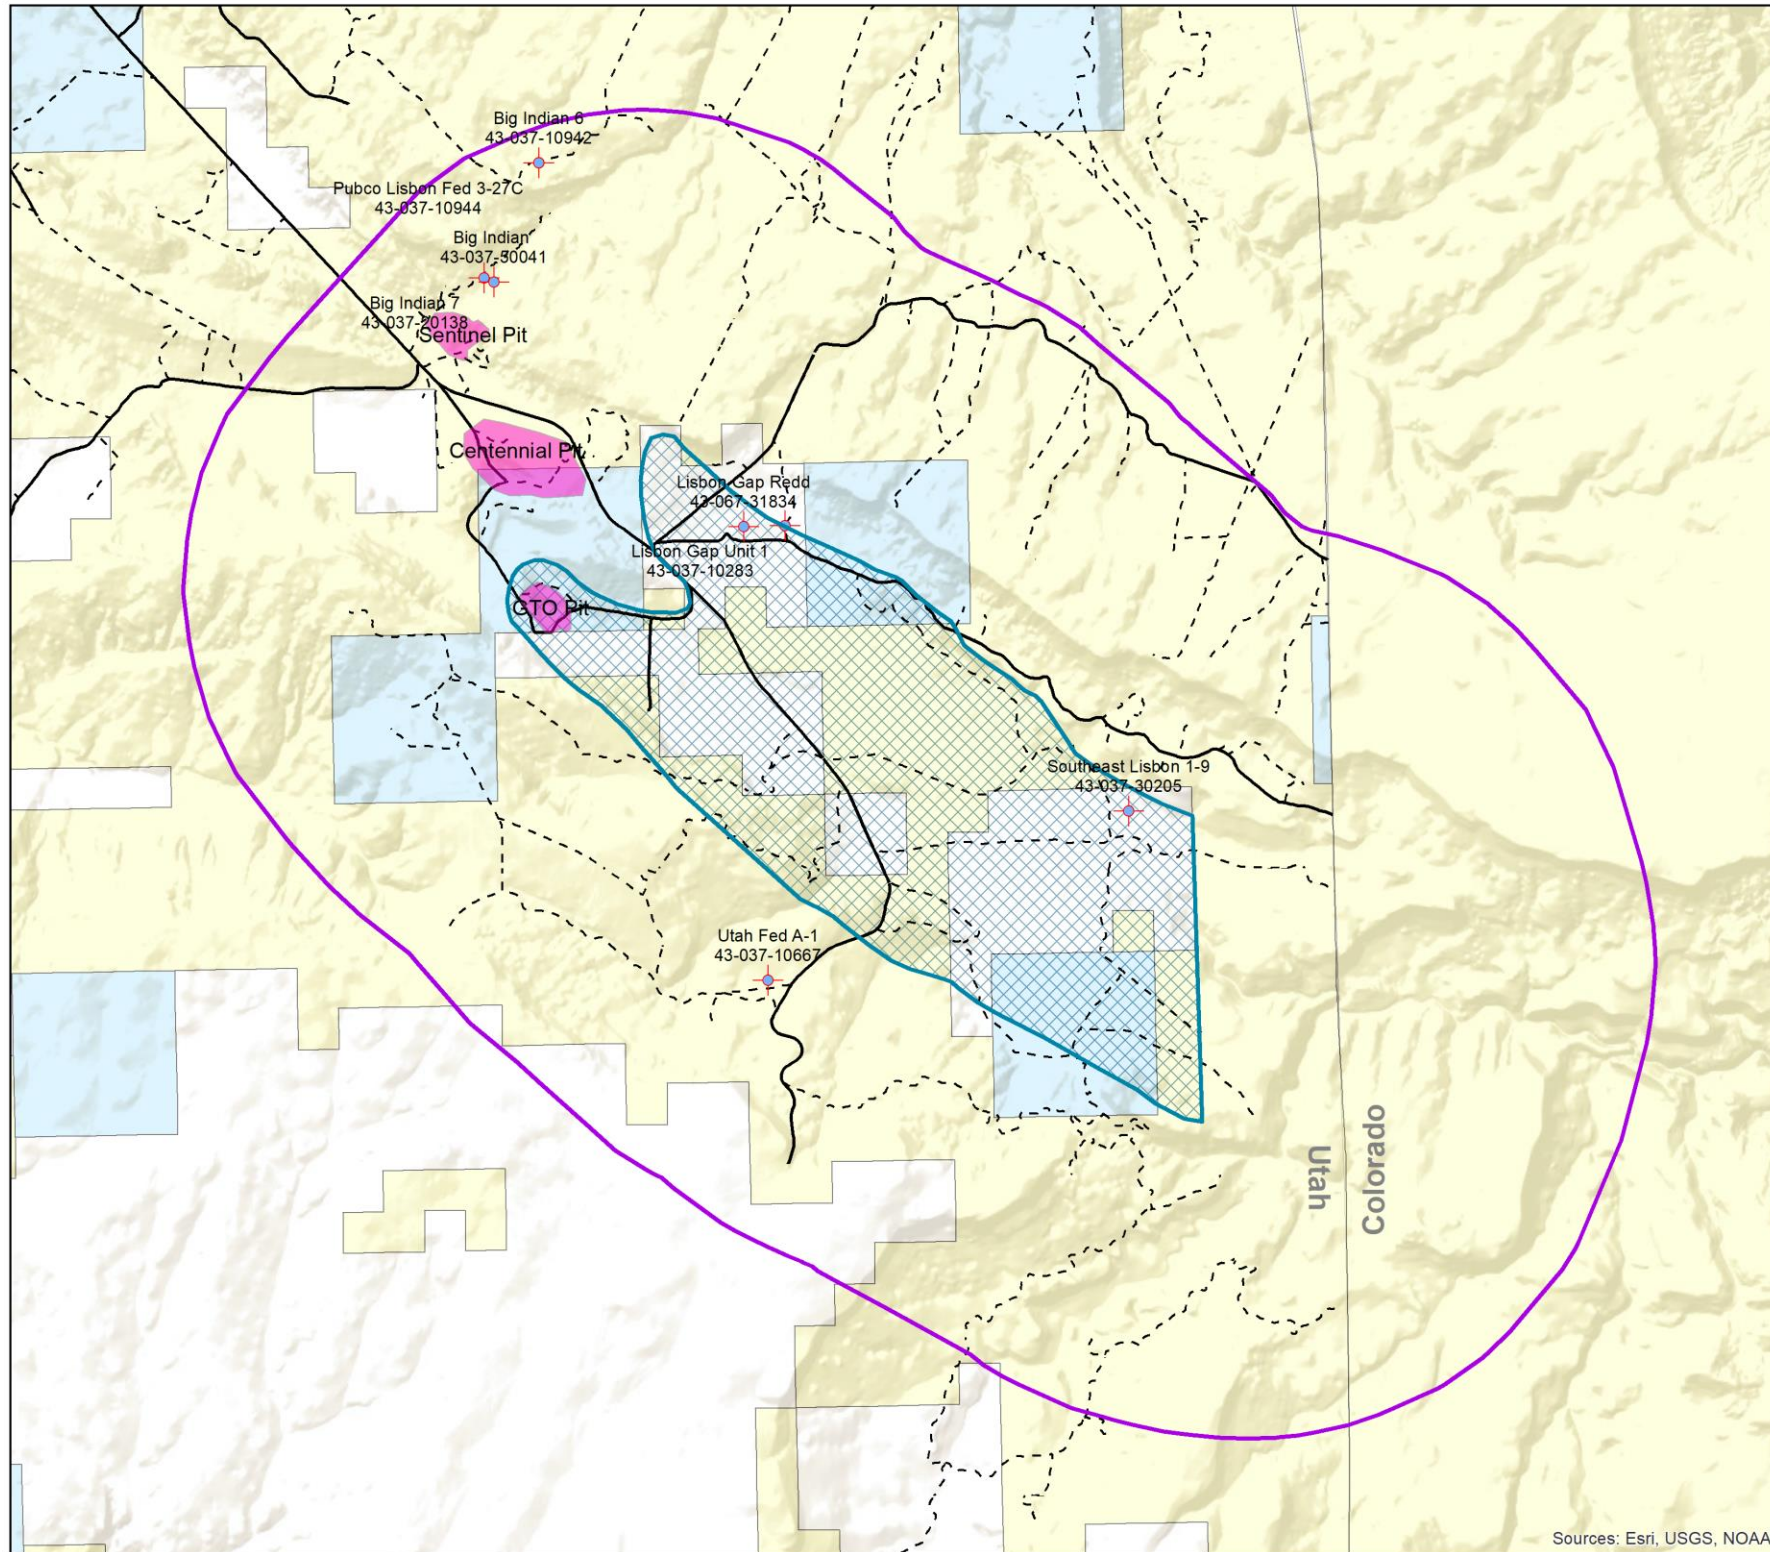 Big Indian 6
43-037-10942
Pubco Lisbon Fed 3-27C
43-037-10944
Big Indian
43-037-50041
Big Indian 7
43-037-20138
Sentinel Pit
Centennial Pit
Lisbon Gap Redd
43-067-31834
Lisbon Gap Unit 1
43-037-10283
GTO Pit
Southeast Lisbon 1-9
43-037-30205
Utah Fed A-1
43-037-10667
Utah
Colorado
Sources: Esri, USGS, NOAA